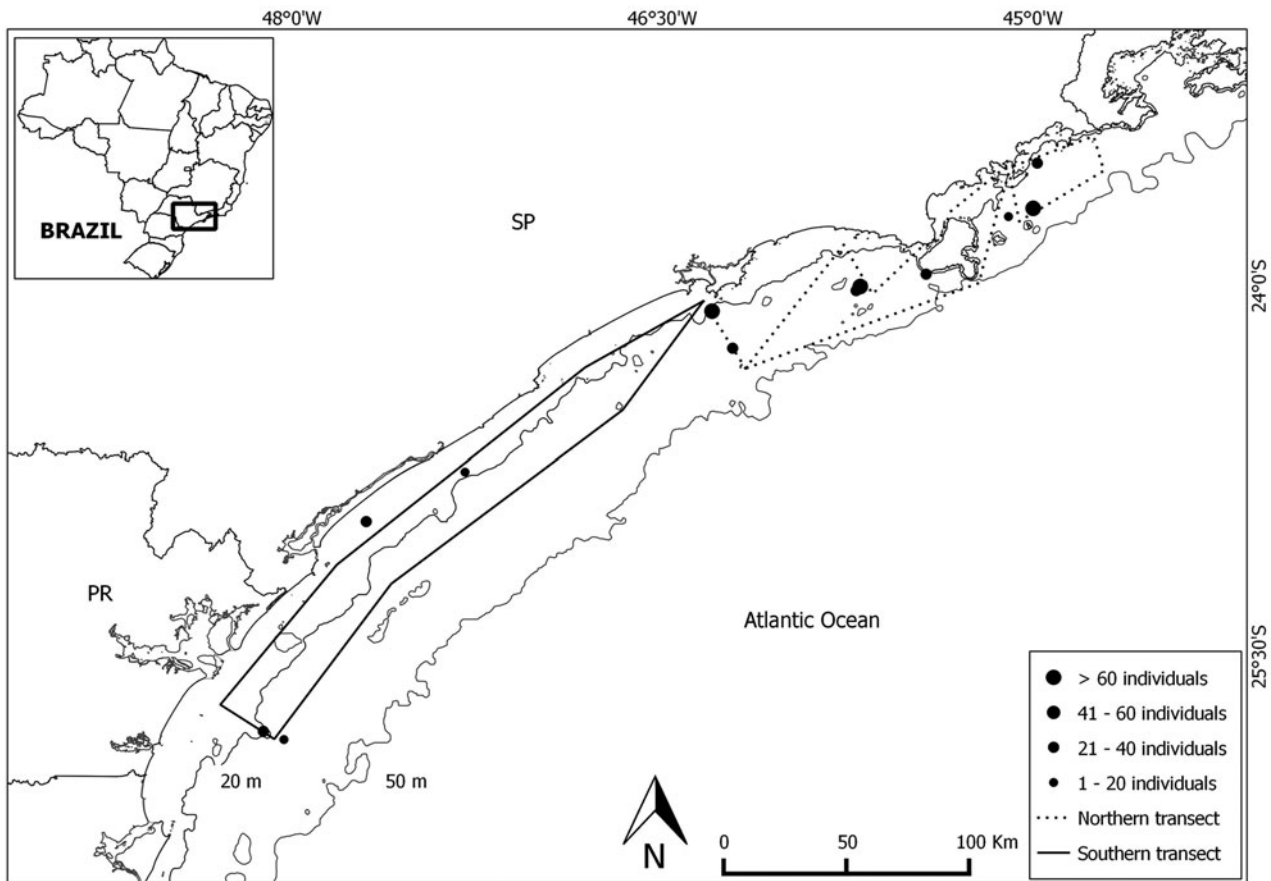 48°0'W
46°30'W
45°0'W
BRAZIL
SP
24°0'S
PR
Atlantic Ocean
25°30'S
20 m
50 m
N
0
50
100 Km
> 60 individuals
41 - 60 individuals
21 - 40 individuals
1 - 20 individuals
Northern transect
Southern transect